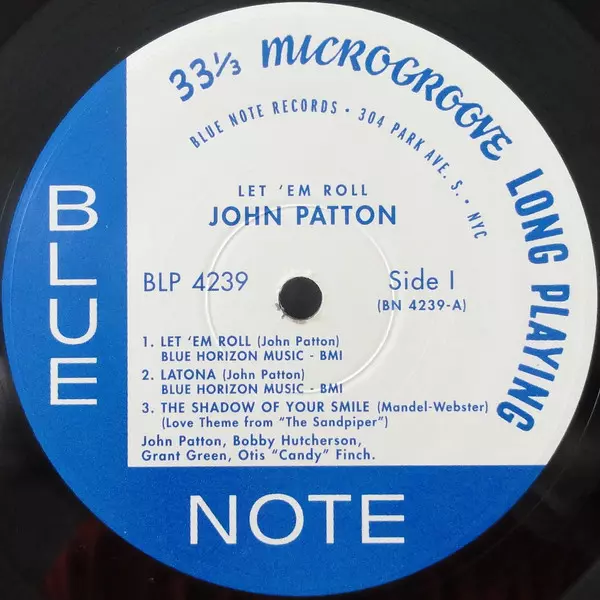 33⅓ MICROGROOVE LONG PLAYING
BLUE NOTE RECORDS • 304 PARK AVE. S. • NYC
LET 'EM ROLL
JOHN PATTON
BLP 4239
Side I
(BN 4239-A)
1. LET 'EM ROLL (John Patton)
BLUE HORIZON MUSIC - BMI
2. LATONA (John Patton)
BLUE HORIZON MUSIC - BMI
3. THE SHADOW OF YOUR SMILE (Mandel-Webster)
(Love Theme from "The Sandpiper")
John Patton, Bobby Hutcherson,
Grant Green, Otis "Candy" Finch.
BLUE
NOTE